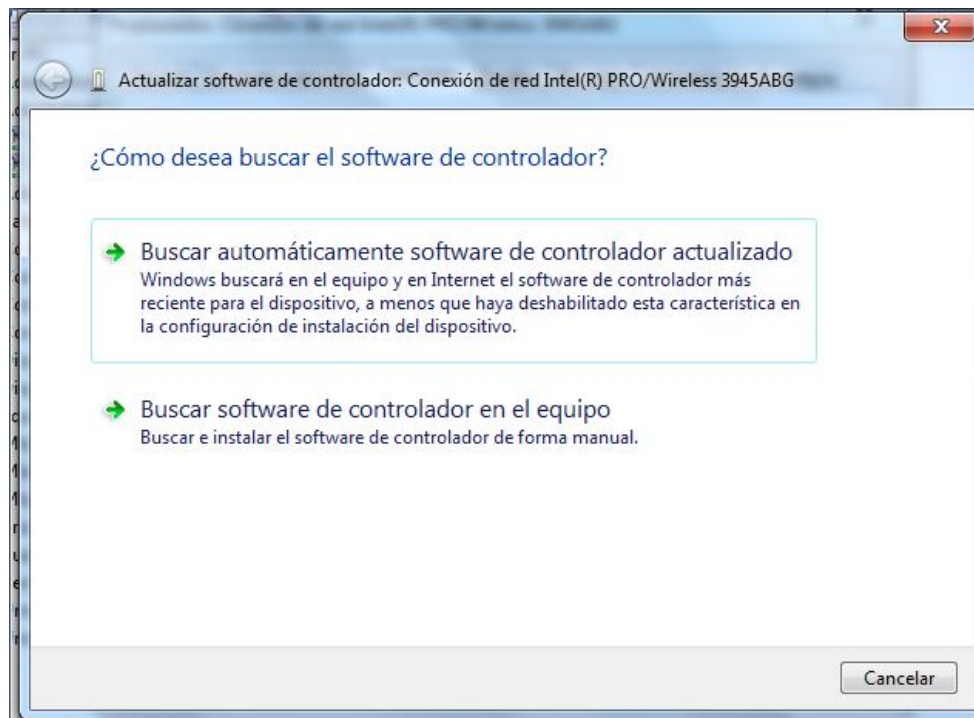 Actualizar software de controlador: Conexión de red Intel(R) PRO/Wireless 3945ABG
¿Cómo desea buscar el software de controlador?
Buscar automáticamente software de controlador actualizado
Windows buscará en el equipo y en Internet el software de controlador más
reciente para el dispositivo, a menos que haya deshabilitado esta característica en
la configuración de instalación del dispositivo.
Buscar software de controlador en el equipo
Buscar e instalar el software de controlador de forma manual.
Cancelar